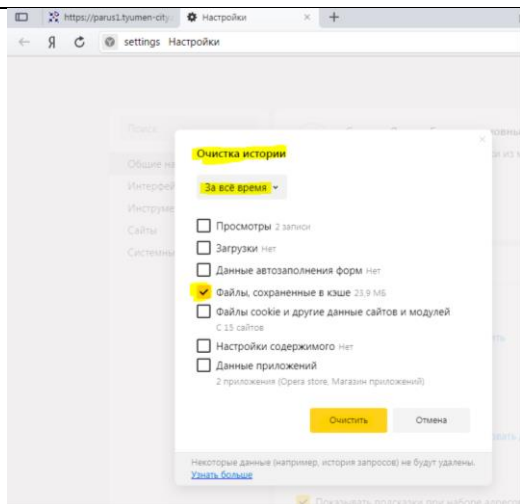 https://parus1.tyumen-city. Настройки
Я settings Настройки
Поиск
Общие на
Интерфей
Инструме
Сайты
Системны
Очистка истории
За всё время
Просмотры 2 записи
Загрузки Нет
Данные автозаполнения форм Нет
Файлы, сохраненные в кэше 23,9 МБ
Файлы cookie и другие данные сайтов и модулей
С 15 сайтов
Настройки содержимого Нет
Данные приложений
2 приложения (Opera store, Магазин приложений)
Очистить Отмена
Некоторые данные (например, история запросов) не будут удалены.
Узнать больше
Показывать подсказки при наборе адресо